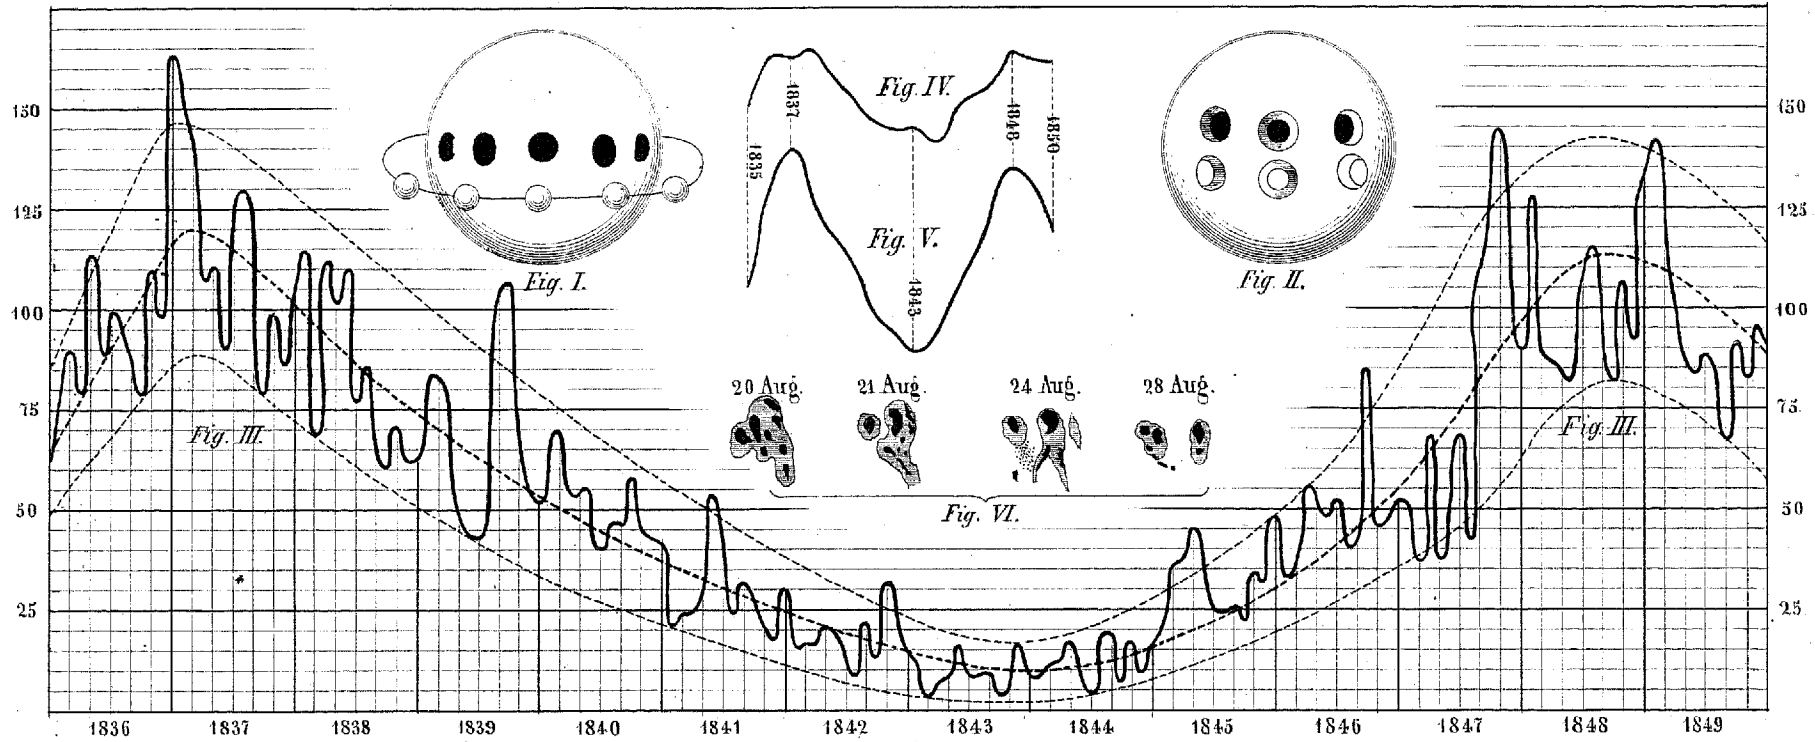 150
125
100
75
50
25
150
125
100
75
50
25
Fig. I.
Fig. II.
Fig. III.
Fig. III.
Fig. IV.
Fig. V.
1835
1837
1843
1848
1850
20 Aug.
21 Aug.
24 Aug.
28 Aug.
Fig. VI.
1836 1837 1838 1839 1840 1841 1842 1843 1844 1845 1846 1847 1848 1849